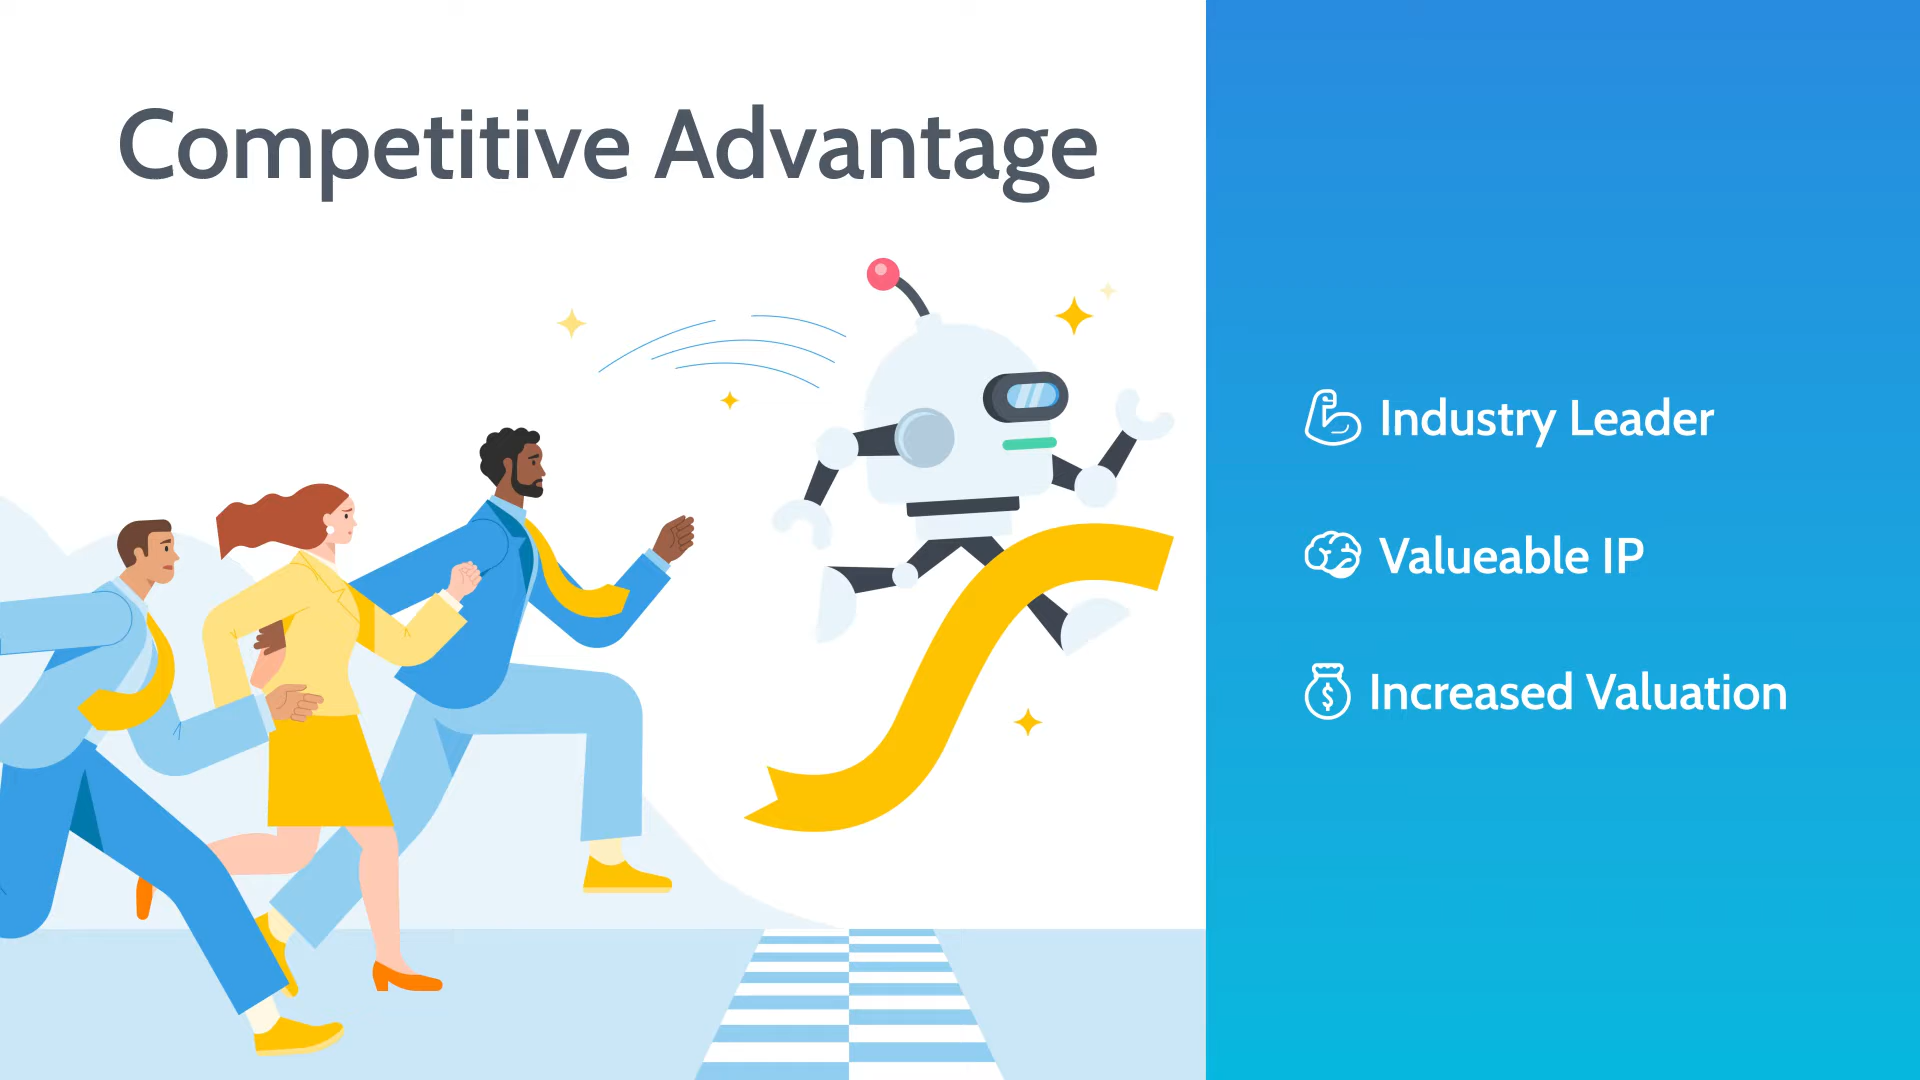 Competitive Advantage
Industry Leader
Valueable IP
$ Increased Valuation